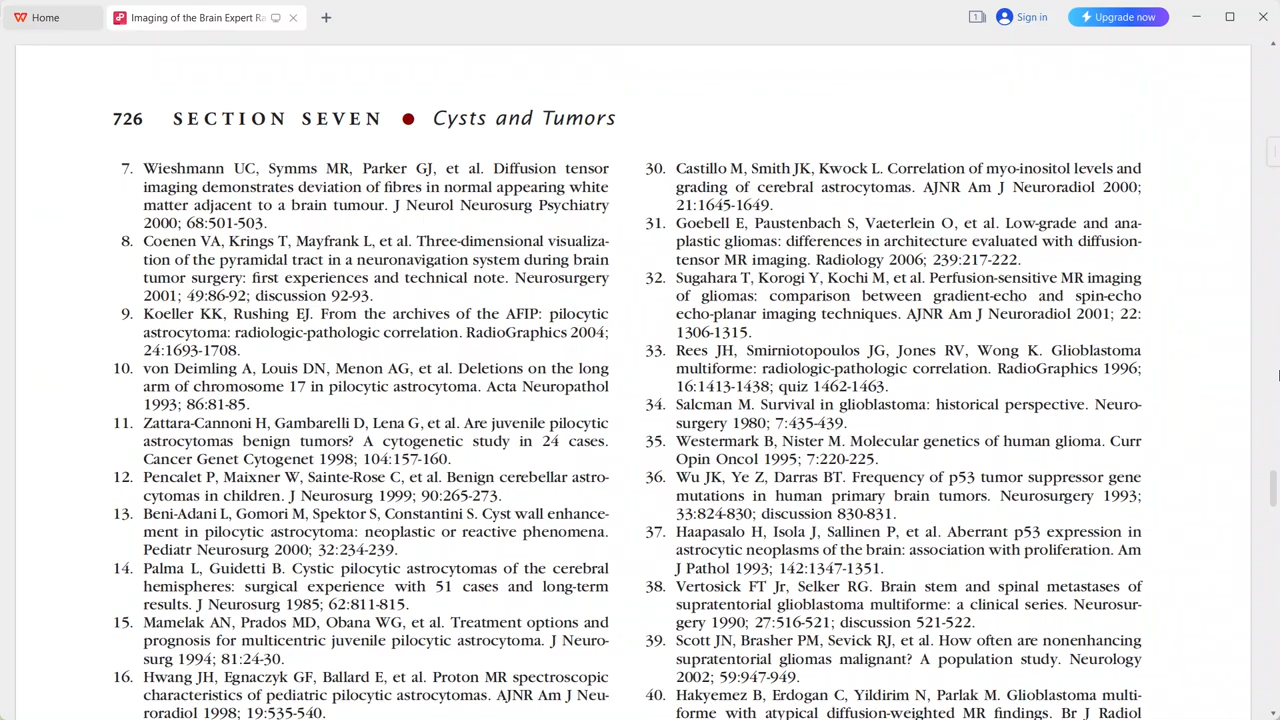 Home
Imaging of the Brain Expert Ra
Sign in
Upgrade now
726 SECTION SEVEN ● Cysts and Tumors
7. Wieshmann UC, Symms MR, Parker GJ, et al. Diffusion tensor
imaging demonstrates deviation of fibres in normal appearing white
matter adjacent to a brain tumour. J Neurol Neurosurg Psychiatry
2000; 68:501-503.
8. Coenen VA, Krings T, Mayfrank L, et al. Three-dimensional visualiza-
tion of the pyramidal tract in a neuronavigation system during brain
tumor surgery: first experiences and technical note. Neurosurgery
2001; 49:86-92; discussion 92-93.
9. Koeller KK, Rushing EJ. From the archives of the AFIP: pilocytic
astrocytoma: radiologic-pathologic correlation. RadioGraphics 2004;
24:1693-1708.
10. von Deimling A, Louis DN, Menon AG, et al. Deletions on the long
arm of chromosome 17 in pilocytic astrocytoma. Acta Neuropathol
1993; 86:81-85.
11. Zattara-Cannoni H, Gambarelli D, Lena G, et al. Are juvenile pilocytic
astrocytomas benign tumors? A cytogenetic study in 24 cases.
Cancer Genet Cytogenet 1998; 104:157-160.
12. Pencalet P, Maixner W, Sainte-Rose C, et al. Benign cerebellar astro-
cytomas in children. J Neurosurg 1999; 90:265-273.
13. Beni-Adani L, Gomori M, Spektor S, Constantini S. Cyst wall enhance-
ment in pilocytic astrocytoma: neoplastic or reactive phenomena.
Pediatr Neurosurg 2000; 32:234-239.
14. Palma L, Guidetti B. Cystic pilocytic astrocytomas of the cerebral
hemispheres: surgical experience with 51 cases and long-term
results. J Neurosurg 1985; 62:811-815.
15. Mamelak AN, Prados MD, Obana WG, et al. Treatment options and
prognosis for multicentric juvenile pilocytic astrocytoma. J Neuro-
surg 1994; 81:24-30.
16. Hwang JH, Egnaczyk GF, Ballard E, et al. Proton MR spectroscopic
characteristics of pediatric pilocytic astrocytomas. AJNR Am J Neu-
roradiol 1998; 19:535-540.
30. Castillo M, Smith JK, Kwock L. Correlation of myo-inositol levels and
grading of cerebral astrocytomas. AJNR Am J Neuroradiol 2000;
21:1645-1649.
31. Goebell E, Paustenbach S, Vaeterlein O, et al. Low-grade and ana-
plastic gliomas: differences in architecture evaluated with diffusion-
tensor MR imaging. Radiology 2006; 239:217-222.
32. Sugahara T, Korogi Y, Kochi M, et al. Perfusion-sensitive MR imaging
of gliomas: comparison between gradient-echo and spin-echo
echo-planar imaging techniques. AJNR Am J Neuroradiol 2001; 22:
1306-1315.
33. Rees JH, Smirniotopoulos JG, Jones RV, Wong K. Glioblastoma
multiforme: radiologic-pathologic correlation. RadioGraphics 1996;
16:1413-1438; quiz 1462-1463.
34. Salcman M. Survival in glioblastoma: historical perspective. Neuro-
surgery 1980; 7:435-439.
35. Westermark B, Nister M. Molecular genetics of human glioma. Curr
Opin Oncol 1995; 7:220-225.
36. Wu JK, Ye Z, Darras BT. Frequency of p53 tumor suppressor gene
mutations in human primary brain tumors. Neurosurgery 1993;
33:824-830; discussion 830-831.
37. Haapasalo H, Isola J, Sallinen P, et al. Aberrant p53 expression in
astrocytic neoplasms of the brain: association with proliferation. Am
J Pathol 1993; 142:1347-1351.
38. Vertosick FT Jr, Selker RG. Brain stem and spinal metastases of
supratentorial glioblastoma multiforme: a clinical series. Neurosur-
gery 1990; 27:516-521; discussion 521-522.
39. Scott JN, Brasher PM, Sevick RJ, et al. How often are nonenhancing
supratentorial gliomas malignant? A population study. Neurology
2002; 59:947-949.
40. Hakyemez B, Erdogan C, Yildirim N, Parlak M. Glioblastoma multi-
forme with atypical diffusion-weighted MR findings. Br J Radiol